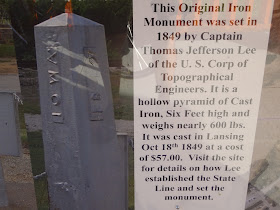 This Original Iron
Monument was set in
1849 by Captain
Thomas Jefferson Lee
of the U. S. Corp of
Topographical
Engineers. It is a
hollow pyramid of Cast
Iron, Six Feet high and
weighs nearly 600 lbs.
It was cast in Lansing
Oct 18th 1849 at a cost
of $57.00. Visit the site
for details on how Lee
established the State
Line and set the
monument.
IOWA